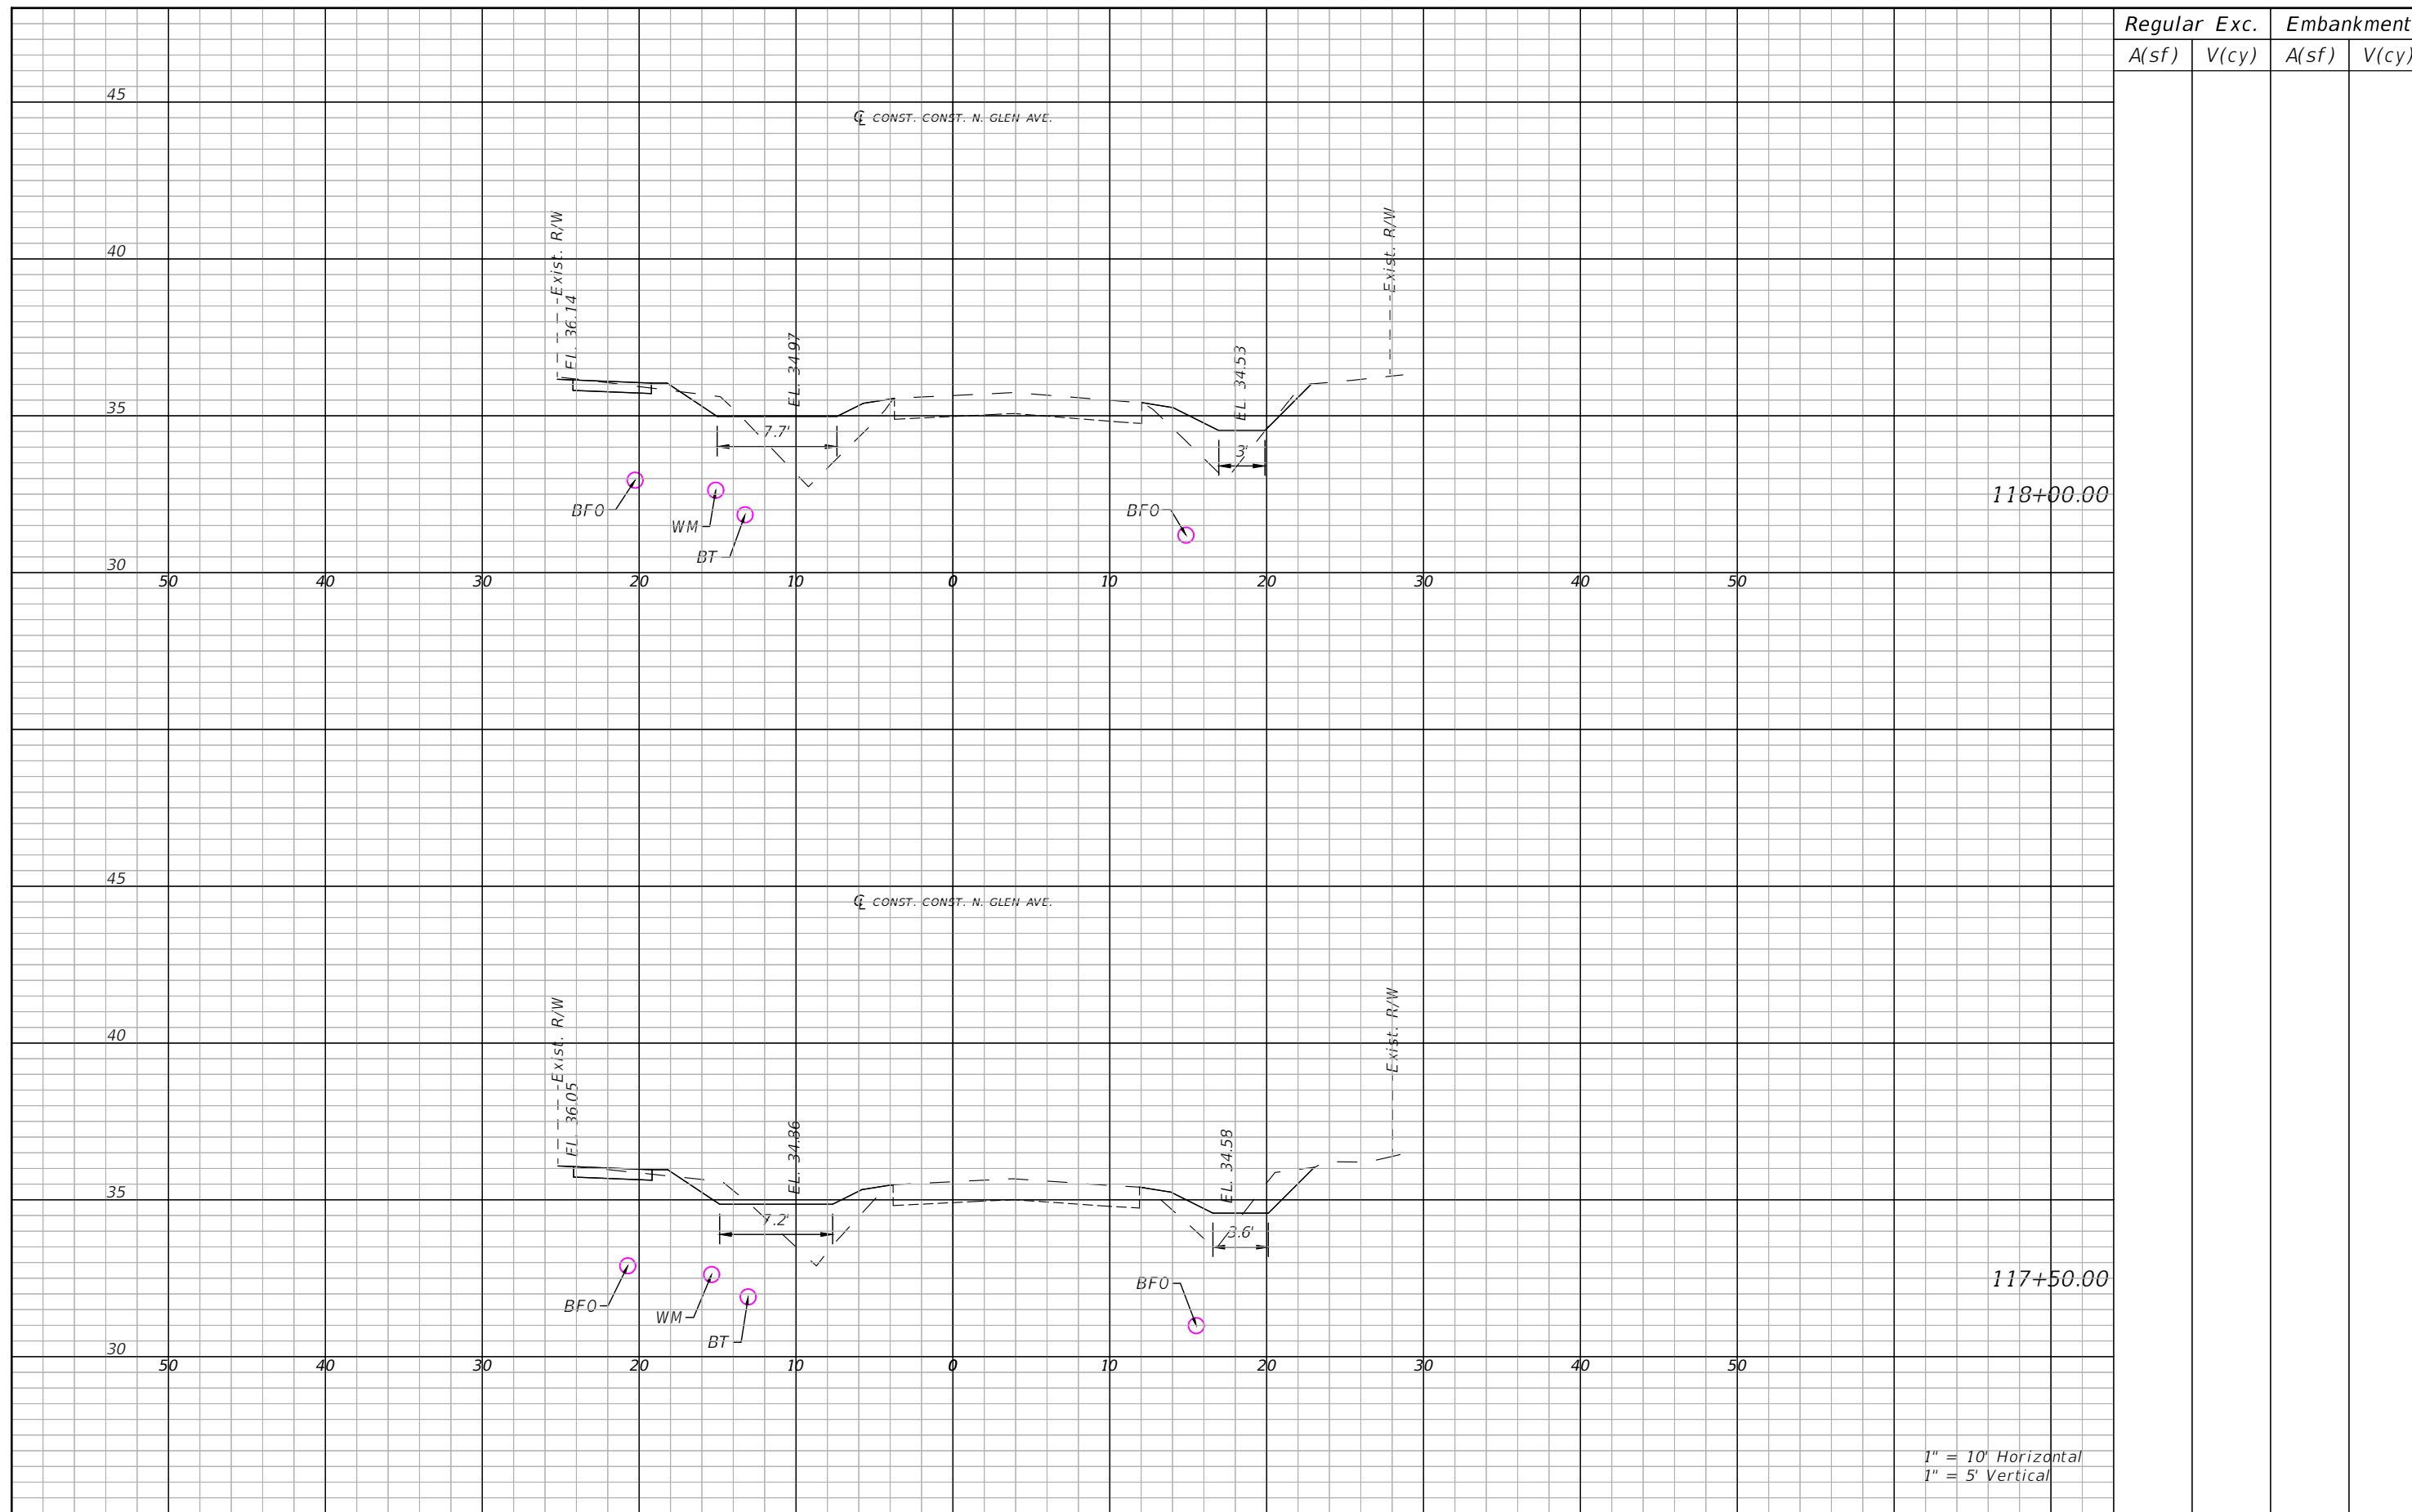 Regular Exc. Embankment
A(sf) V(cy) A(sf) V(cy)
45
℄ CONST. CONST. N. GLEN AVE.
40
Exist. R/W
Exist. R/W
EL. 36.14
EL. 34.97
EL. 34.53
35
7.7'
3'
BFO
WM
BT
BFO
118+00.00
30
50 40 30 20 10 0 10 20 30 40 50
45
℄ CONST. CONST. N. GLEN AVE.
40
Exist. R/W
Exist. R/W
EL. 36.05
EL. 34.86
EL. 34.58
35
7.2'
3.6'
BFO
WM
BT
BFO
117+50.00
30
50 40 30 20 10 0 10 20 30 40 50
1" = 10' Horizontal
1" = 5' Vertical